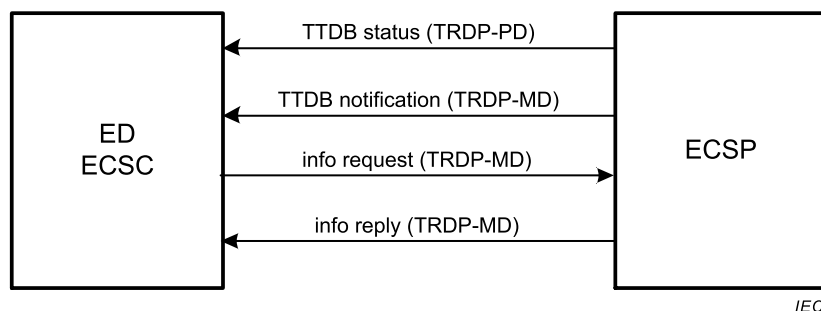 TTDB status (TRDP-PD)
TTDB notification (TRDP-MD)
ED
ECSC
ECSP
info request (TRDP-MD)
info reply (TRDP-MD)
IEC